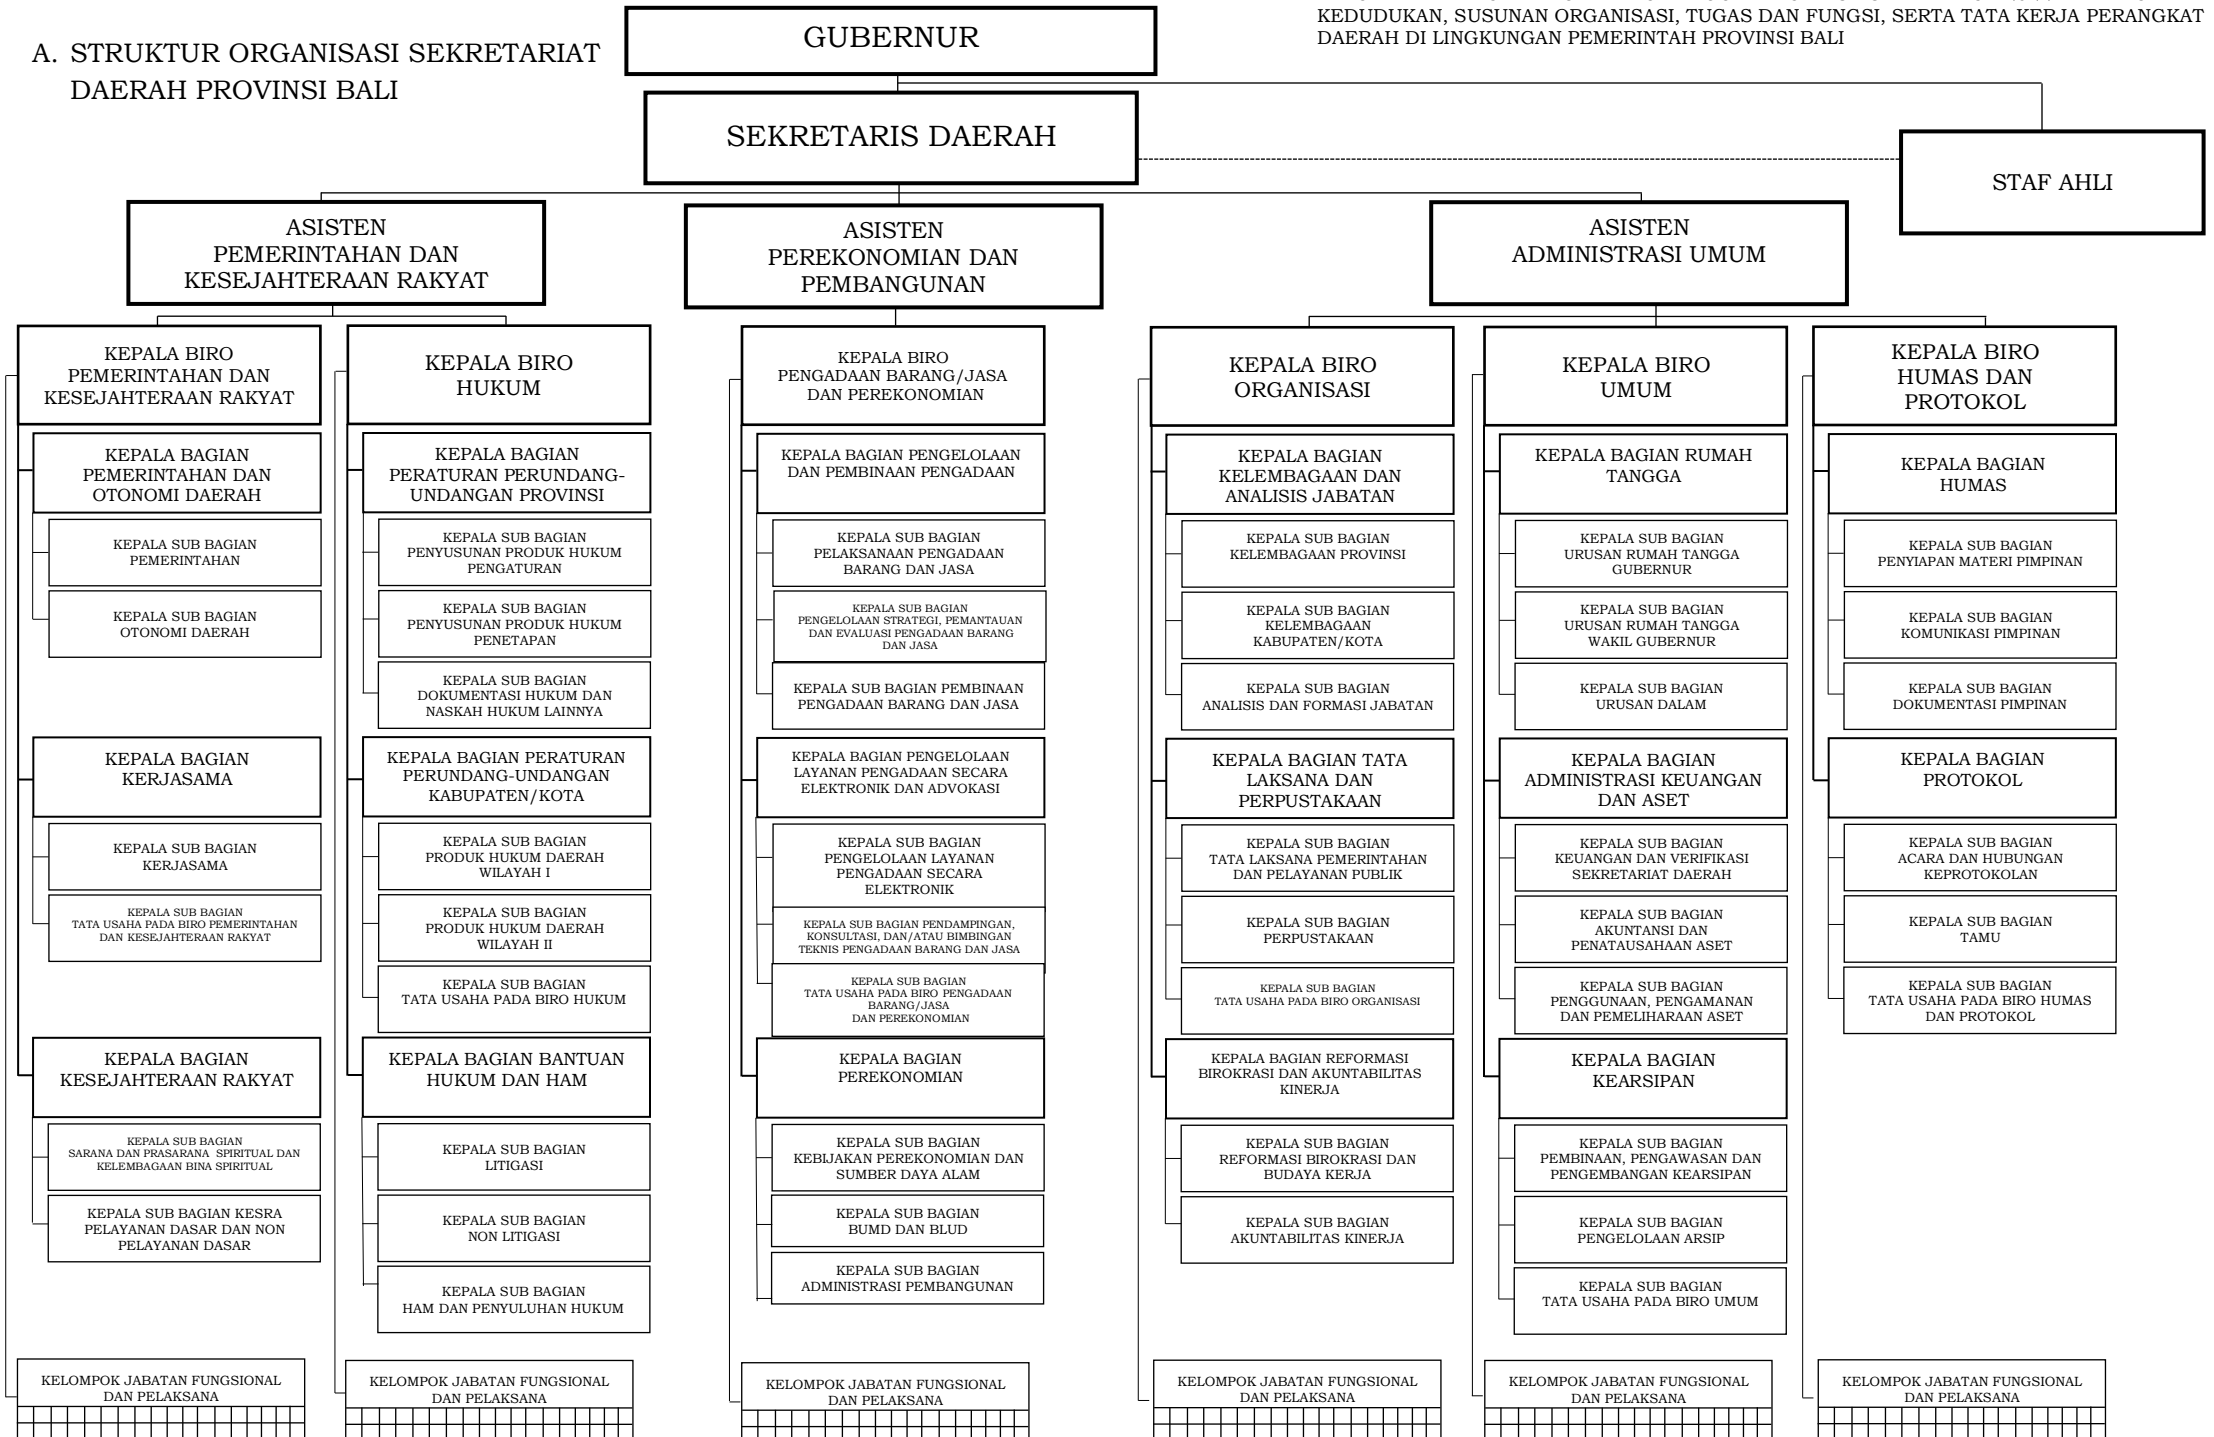 KEDUDUKAN, SUSUNAN ORGANISASI, TUGAS DAN FUNGSI, SERTA TATA KERJA PERANGKAT
DAERAH DI LINGKUNGAN PEMERINTAH PROVINSI BALI
A. STRUKTUR ORGANISASI SEKRETARIAT
DAERAH PROVINSI BALI
GUBERNUR
SEKRETARIS DAERAH
STAF AHLI
ASISTEN
PEMERINTAHAN DAN
KESEJAHTERAAN RAKYAT
ASISTEN
PEREKONOMIAN DAN
PEMBANGUNAN
ASISTEN
ADMINISTRASI UMUM
KEPALA BIRO
PEMERINTAHAN DAN
KESEJAHTERAAN RAKYAT
KEPALA BAGIAN
PEMERINTAHAN DAN
OTONOMI DAERAH
KEPALA SUB BAGIAN
PEMERINTAHAN
KEPALA SUB BAGIAN
OTONOMI DAERAH
KEPALA BAGIAN
KERJASAMA
KEPALA SUB BAGIAN
KERJASAMA
KEPALA SUB BAGIAN
TATA USAHA PADA BIRO PEMERINTAHAN
DAN KESEJAHTERAAN RAKYAT
KEPALA BAGIAN
KESEJAHTERAAN RAKYAT
KEPALA SUB BAGIAN
SARANA DAN PRASARANA SPIRITUAL DAN
KELEMBAGAAN BINA SPIRITUAL
KEPALA SUB BAGIAN KESRA
PELAYANAN DASAR DAN NON
PELAYANAN DASAR
KELOMPOK JABATAN FUNGSIONAL
DAN PELAKSANA
KEPALA BIRO
HUKUM
KEPALA BAGIAN
PERATURAN PERUNDANG-
UNDANGAN PROVINSI
KEPALA SUB BAGIAN
PENYUSUNAN PRODUK HUKUM
PENGATURAN
KEPALA SUB BAGIAN
PENYUSUNAN PRODUK HUKUM
PENETAPAN
KEPALA SUB BAGIAN
DOKUMENTASI HUKUM DAN
NASKAH HUKUM LAINNYA
KEPALA BAGIAN PERATURAN
PERUNDANG-UNDANGAN
KABUPATEN/KOTA
KEPALA SUB BAGIAN
PRODUK HUKUM DAERAH
WILAYAH I
KEPALA SUB BAGIAN
PRODUK HUKUM DAERAH
WILAYAH II
KEPALA SUB BAGIAN
TATA USAHA PADA BIRO HUKUM
KEPALA BAGIAN BANTUAN
HUKUM DAN HAM
KEPALA SUB BAGIAN
LITIGASI
KEPALA SUB BAGIAN
NON LITIGASI
KEPALA SUB BAGIAN
HAM DAN PENYULUHAN HUKUM
KELOMPOK JABATAN FUNGSIONAL
DAN PELAKSANA
KEPALA BIRO
PENGADAAN BARANG/JASA
DAN PEREKONOMIAN
KEPALA BAGIAN PENGELOLAAN
DAN PEMBINAAN PENGADAAN
KEPALA SUB BAGIAN
PELAKSANAAN PENGADAAN
BARANG DAN JASA
KEPALA SUB BAGIAN
PENGELOLAAN STRATEGI, PEMANTAUAN
DAN EVALUASI PENGADAAN BARANG
DAN JASA
KEPALA SUB BAGIAN PEMBINAAN
PENGADAAN BARANG DAN JASA
KEPALA BAGIAN PENGELOLAAN
LAYANAN PENGADAAN SECARA
ELEKTRONIK DAN ADVOKASI
KEPALA SUB BAGIAN
PENGELOLAAN LAYANAN
PENGADAAN SECARA
ELEKTRONIK
KEPALA SUB BAGIAN PENDAMPINGAN,
KONSULTASI, DAN/ATAU BIMBINGAN
TEKNIS PENGADAAN BARANG DAN JASA
KEPALA SUB BAGIAN
TATA USAHA PADA BIRO PENGADAAN
BARANG/JASA
DAN PEREKONOMIAN
KEPALA BAGIAN
PEREKONOMIAN
KEPALA SUB BAGIAN
KEBIJAKAN PEREKONOMIAN DAN
SUMBER DAYA ALAM
KEPALA SUB BAGIAN
BUMD DAN BLUD
KEPALA SUB BAGIAN
ADMINISTRASI PEMBANGUNAN
KELOMPOK JABATAN FUNGSIONAL
DAN PELAKSANA
KEPALA BIRO
ORGANISASI
KEPALA BAGIAN
KELEMBAGAAN DAN
ANALISIS JABATAN
KEPALA SUB BAGIAN
KELEMBAGAAN PROVINSI
KEPALA SUB BAGIAN
KELEMBAGAAN
KABUPATEN/KOTA
KEPALA SUB BAGIAN
ANALISIS DAN FORMASI JABATAN
KEPALA BAGIAN TATA
LAKSANA DAN
PERPUSTAKAAN
KEPALA SUB BAGIAN
TATA LAKSANA PEMERINTAHAN
DAN PELAYANAN PUBLIK
KEPALA SUB BAGIAN
PERPUSTAKAAN
KEPALA SUB BAGIAN
TATA USAHA PADA BIRO ORGANISASI
KEPALA BAGIAN REFORMASI
BIROKRASI DAN AKUNTABILITAS
KINERJA
KEPALA SUB BAGIAN
REFORMASI BIROKRASI DAN
BUDAYA KERJA
KEPALA SUB BAGIAN
AKUNTABILITAS KINERJA
KELOMPOK JABATAN FUNGSIONAL
DAN PELAKSANA
KEPALA BIRO
UMUM
KEPALA BAGIAN RUMAH
TANGGA
KEPALA SUB BAGIAN
URUSAN RUMAH TANGGA
GUBERNUR
KEPALA SUB BAGIAN
URUSAN RUMAH TANGGA
WAKIL GUBERNUR
KEPALA SUB BAGIAN
URUSAN DALAM
KEPALA BAGIAN
ADMINISTRASI KEUANGAN
DAN ASET
KEPALA SUB BAGIAN
KEUANGAN DAN VERIFIKASI
SEKRETARIAT DAERAH
KEPALA SUB BAGIAN
AKUNTANSI DAN
PENATAUSAHAAN ASET
KEPALA SUB BAGIAN
PENGGUNAAN, PENGAMANAN
DAN PEMELIHARAAN ASET
KEPALA BAGIAN
KEARSIPAN
KEPALA SUB BAGIAN
PEMBINAAN, PENGAWASAN DAN
PENGEMBANGAN KEARSIPAN
KEPALA SUB BAGIAN
PENGELOLAAN ARSIP
KEPALA SUB BAGIAN
TATA USAHA PADA BIRO UMUM
KELOMPOK JABATAN FUNGSIONAL
DAN PELAKSANA
KEPALA BIRO
HUMAS DAN
PROTOKOL
KEPALA BAGIAN
HUMAS
KEPALA SUB BAGIAN
PENYIAPAN MATERI PIMPINAN
KEPALA SUB BAGIAN
KOMUNIKASI PIMPINAN
KEPALA SUB BAGIAN
DOKUMENTASI PIMPINAN
KEPALA BAGIAN
PROTOKOL
KEPALA SUB BAGIAN
ACARA DAN HUBUNGAN
KEPROTOKOLAN
KEPALA SUB BAGIAN
TAMU
KEPALA SUB BAGIAN
TATA USAHA PADA BIRO HUMAS
DAN PROTOKOL
KELOMPOK JABATAN FUNGSIONAL
DAN PELAKSANA